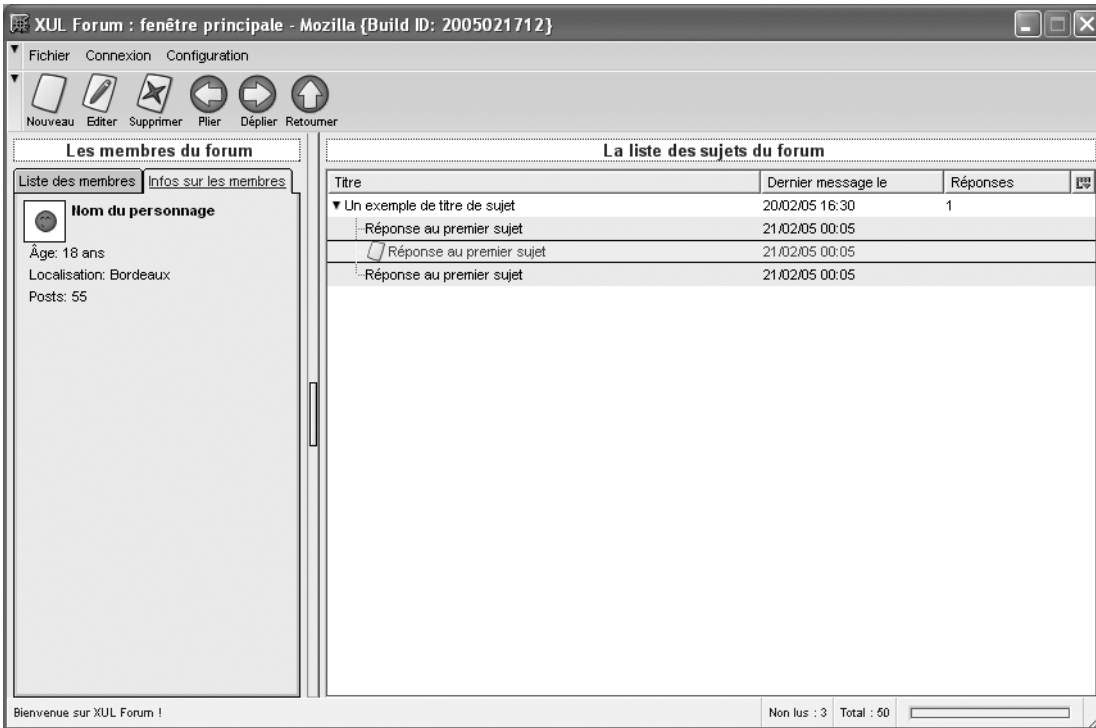 XUL Forum : fenêtre principale - Mozilla {Build ID: 2005021712}
Fichier Connexion Configuration
Nouveau Editer Supprimer Plier Déplier Retourner
Les membres du forum
Liste des membres Infos sur les membres
Nom du personnage
Âge: 18 ans
Localisation: Bordeaux
Posts: 55
La liste des sujets du forum
Titre Dernier message le Réponses
Un exemple de titre de sujet 20/02/05 16:30 1
Réponse au premier sujet 21/02/05 00:05
Réponse au premier sujet 21/02/05 00:05
Réponse au premier sujet 21/02/05 00:05
Bienvenue sur XUL Forum ! Non lus : 3 Total : 50